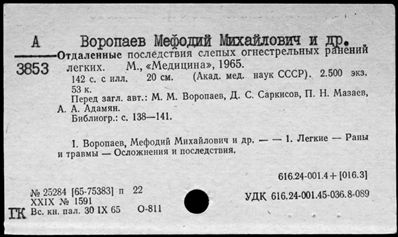 А Воропаев Мефодий Михайлович и др.
3853 Отдаленные последствия слепых огнестрельных ранений
легких. М., «Медицина», 1965.
142 с. с илл. 20 см. (Акад. мед. наук СССР). 2.500 экз.
53 к.
Перед загл. авт.: М. М. Воропаев, Д. С. Саркисов, П. Н. Мазаев,
А. А. Адамян.
Библиогр.: с. 138—141.
1. Воропаев, Мефодий Михайлович и др. — — 1. Легкие — Раны
и травмы — Осложнения и последствия.
616.24-001.4 + [016.3]
№ 25284 [65-75383] п 22
XXIX № 1591
УДК 616.24-001.45-036.8-089
ГК Вс. кн. пал. 30 IX 65 О-811